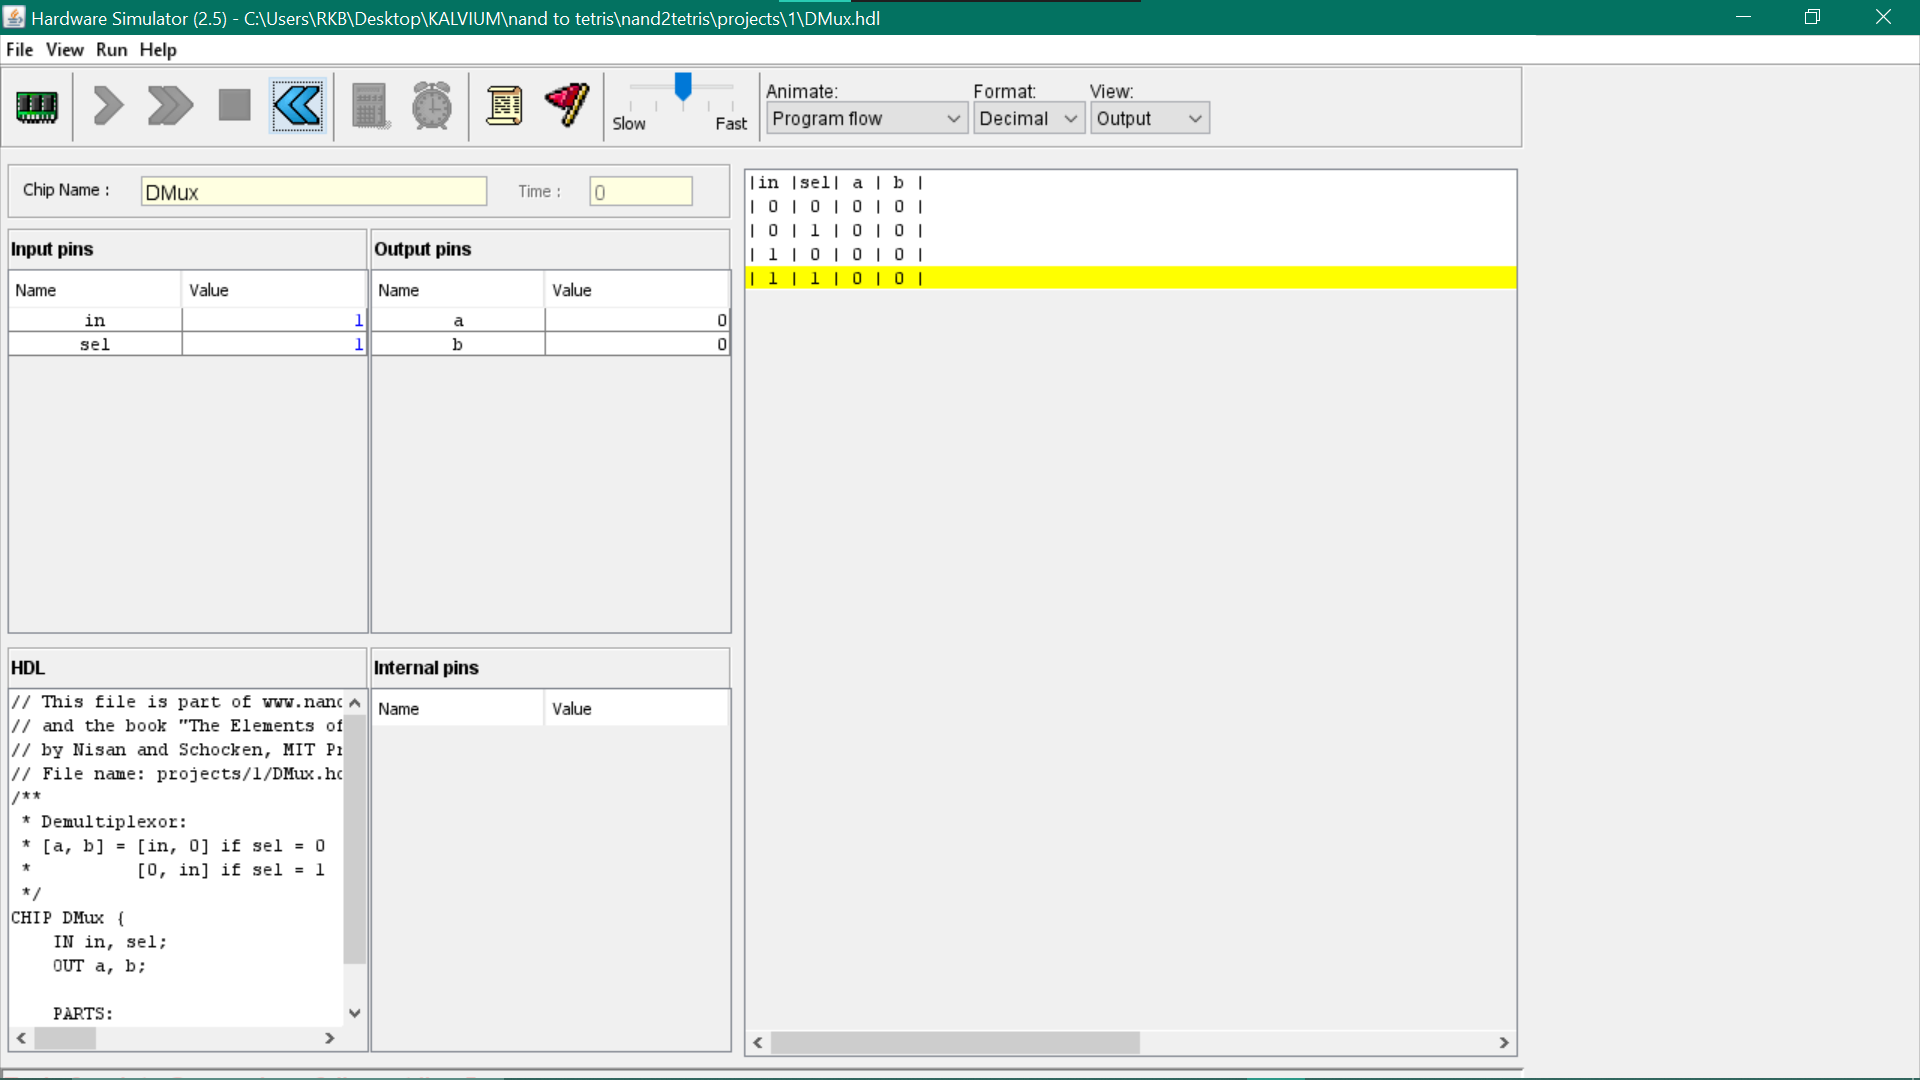 Hardware Simulator (2.5) - C:\Users\RKB\Desktop\KALVIUM\nand to tetris\nand2tetris\projects\1\DMux.hdl
File View Run Help
Animate: Format: View:
Slow Fast Program flow Decimal Output
Chip Name : DMux Time : 0
Input pins Output pins
Name Value Name Value
in 1 a 0
sel 1 b 0
|in |sel| a | b |
| 0 | 0 | 0 | 0 |
| 0 | 1 | 0 | 0 |
| 1 | 0 | 0 | 0 |
| 1 | 1 | 0 | 0 |
HDL
// This file is part of www.nand
// and the book "The Elements of
// by Nisan and Schocken, MIT Pr
// File name: projects/1/DMux.hd
/**
* Demultiplexor:
* [a, b] = [in, 0] if sel = 0
* [0, in] if sel = 1
*/
CHIP DMux {
IN in, sel;
OUT a, b;
PARTS:
Internal pins
Name Value